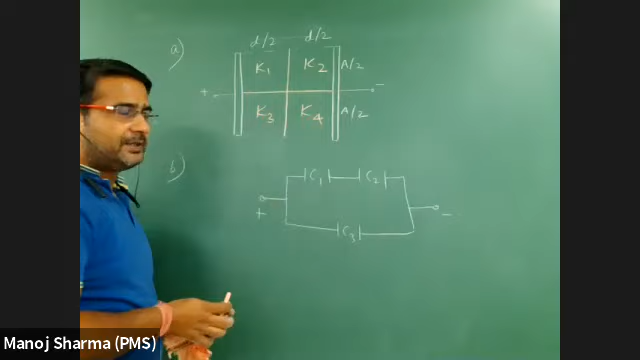 a)
d/2 d/2
K1 K2 A/2
+ −
K3 K4 A/2
b)
C1 C2
+ −
C3
Manoj Sharma (PMS)